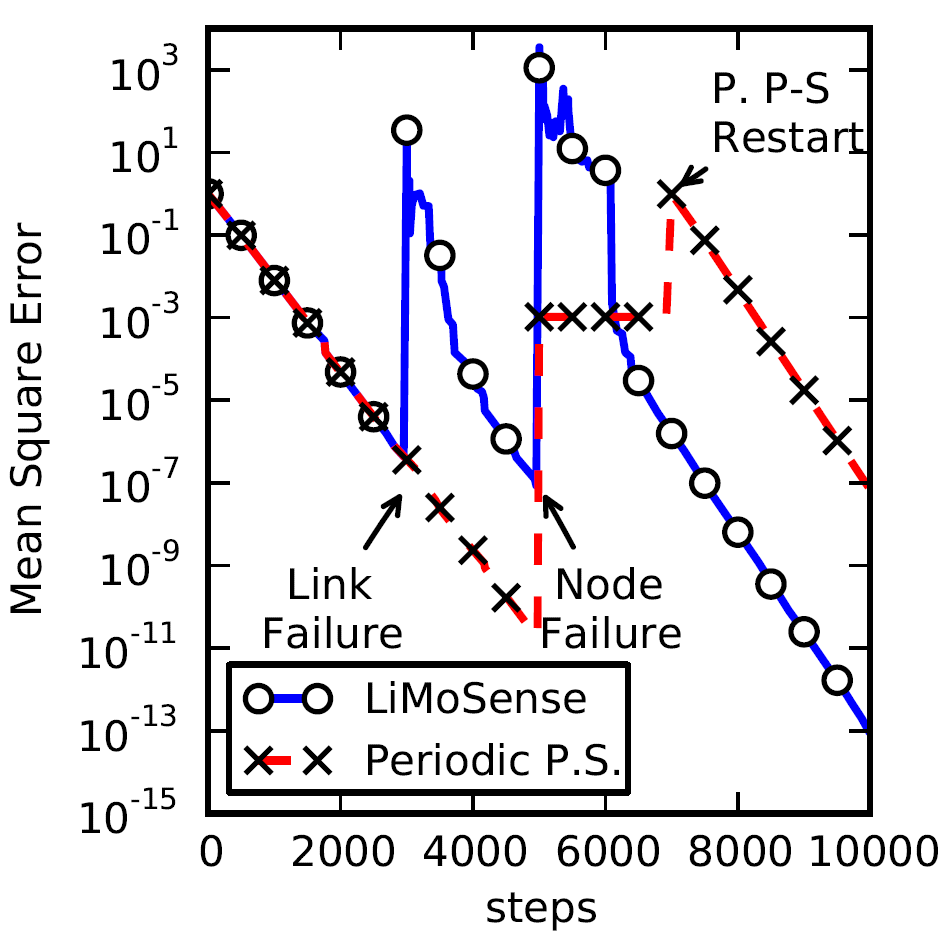 10^3
10^1
10^-1
10^-3
10^-5
10^-7
10^-9
10^-11
10^-13
10^-15
Mean Square Error
P. P-S
Restart
Link
Failure
Node
Failure
LiMoSense
Periodic P.S.
0 2000 4000 6000 8000 10000
steps